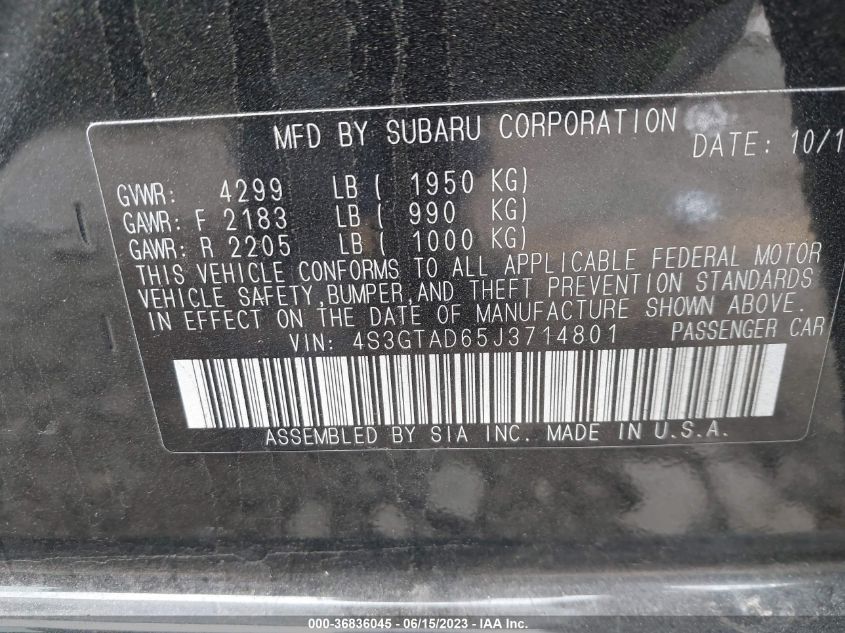 MFD BY SUBARU CORPORATION
DATE: 10/1
GVWR: 4299 LB ( 1950 KG)
GAWR: F 2183 LB ( 990 KG)
GAWR: R 2205 LB ( 1000 KG)
THIS VEHICLE CONFORMS TO ALL APPLICABLE FEDERAL MOTOR
VEHICLE SAFETY,BUMPER,AND THEFT PREVENTION STANDARDS
IN EFFECT ON THE DATE OF MANUFACTURE SHOWN ABOVE.
VIN: 4S3GTAD65J3714801 PASSENGER CAR
ASSEMBLED BY SIA INC. MADE IN U.S.A.
000-36836045 - 06/15/2023 - © IAA, Inc.